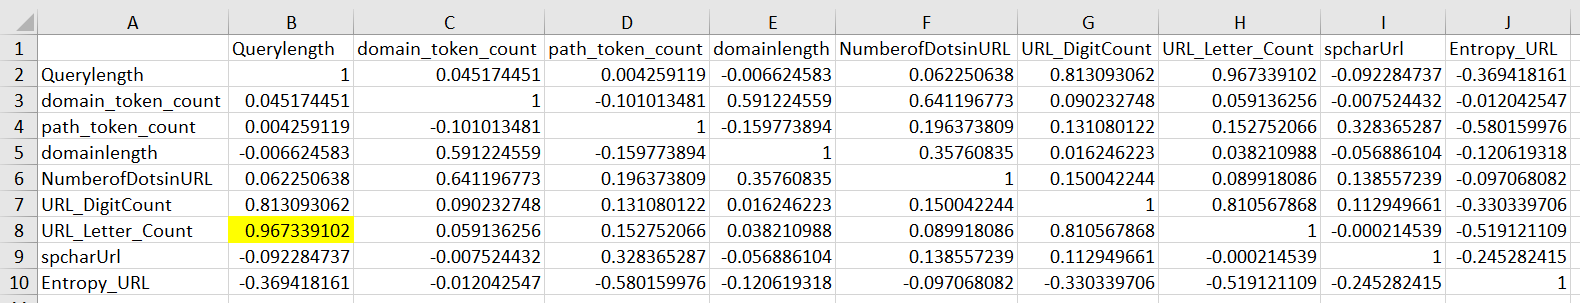 A B C D E F G H I J
1 Querylength domain_token_count path_token_count domainlength NumberofDotsinURL URL_DigitCount URL_Letter_Count spcharUrl Entropy_URL
2 Querylength 1 0.045174451 0.004259119 -0.006624583 0.062250638 0.813093062 0.967339102 -0.092284737 -0.369418161
3 domain_token_count 0.045174451 1 -0.101013481 0.591224559 0.641196773 0.090232748 0.059136256 -0.007524432 -0.012042547
4 path_token_count 0.004259119 -0.101013481 1 -0.159773894 0.196373809 0.131080122 0.152752066 0.328365287 -0.580159976
5 domainlength -0.006624583 0.591224559 -0.159773894 1 0.35760835 0.016246223 0.038210988 -0.056886104 -0.120619318
6 NumberofDotsinURL 0.062250638 0.641196773 0.196373809 0.35760835 1 0.150042244 0.089918086 0.138557239 -0.097068082
7 URL_DigitCount 0.813093062 0.090232748 0.131080122 0.016246223 0.150042244 1 0.810567868 0.112949661 -0.330339706
8 URL_Letter_Count 0.967339102 0.059136256 0.152752066 0.038210988 0.089918086 0.810567868 1 -0.000214539 -0.519121109
9 spcharUrl -0.092284737 -0.007524432 0.328365287 -0.056886104 0.138557239 0.112949661 -0.000214539 1 -0.245282415
10 Entropy_URL -0.369418161 -0.012042547 -0.580159976 -0.120619318 -0.097068082 -0.330339706 -0.519121109 -0.245282415 1